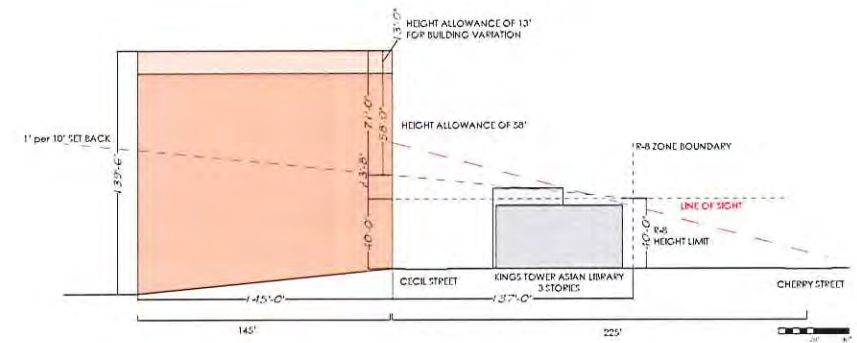 13'-0"
HEIGHT ALLOWANCE OF 13'
FOR BUILDING VARIATION
71'-0"
58'-0"
HEIGHT ALLOWANCE OF 58'
1' per 10' SET BACK
R-8 ZONE BOUNDARY
139'-6"
13'-8"
LINE OF SIGHT
40'-0"
40'-0"
R-8
HEIGHT LIMIT
CECIL STREET
KINGS TOWER ASIAN LIBRARY
3 STORIES
CHERRY STREET
145'-0"
137'-0"
145'
225'